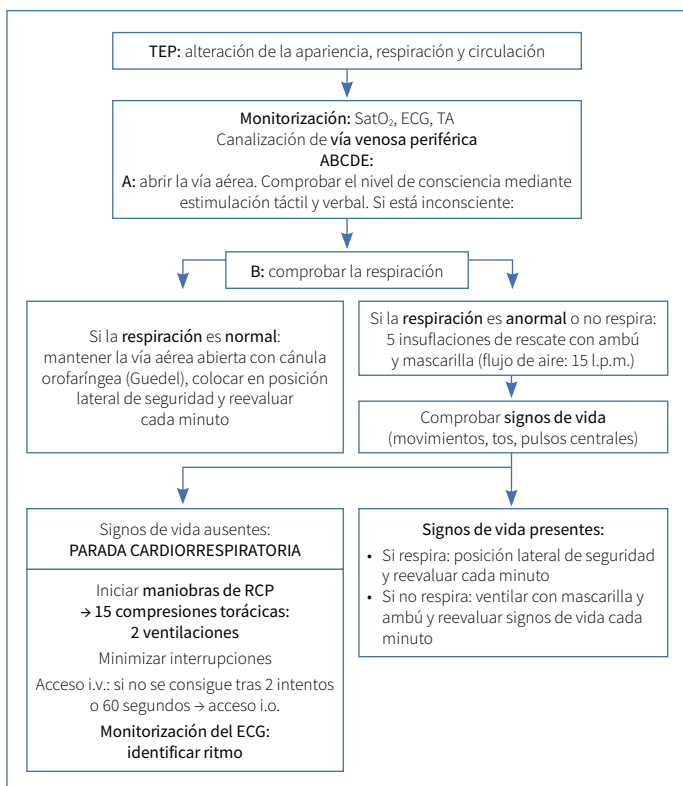 TEP: alteración de la apariencia, respiración y circulación
Monitorización: SatO₂, ECG, TA
Canalización de vía venosa periférica
ABCDE:
A: abrir la vía aérea. Comprobar el nivel de consciencia mediante
estimulación táctil y verbal. Si está inconsciente:
B: comprobar la respiración
Si la respiración es normal:
mantener la vía aérea abierta con cánula
orofaríngea (Guedel), colocar en posición
lateral de seguridad y reevaluar
cada minuto
Si la respiración es anormal o no respira:
5 insuflaciones de rescate con ambú
y mascarilla (flujo de aire: 15 l.p.m.)
Comprobar signos de vida
(movimientos, tos, pulsos centrales)
Signos de vida ausentes:
PARADA CARDIORRESPIRATORIA
Iniciar maniobras de RCP
→ 15 compresiones torácicas:
2 ventilaciones
Minimizar interrupciones
Acceso i.v.: si no se consigue tras 2 intentos
o 60 segundos → acceso i.o.
Monitorización del ECG:
identificar ritmo
Signos de vida presentes:
• Si respira: posición lateral de seguridad
y reevaluar cada minuto
• Si no respira: ventilar con mascarilla y
ambú y reevaluar signos de vida cada
minuto